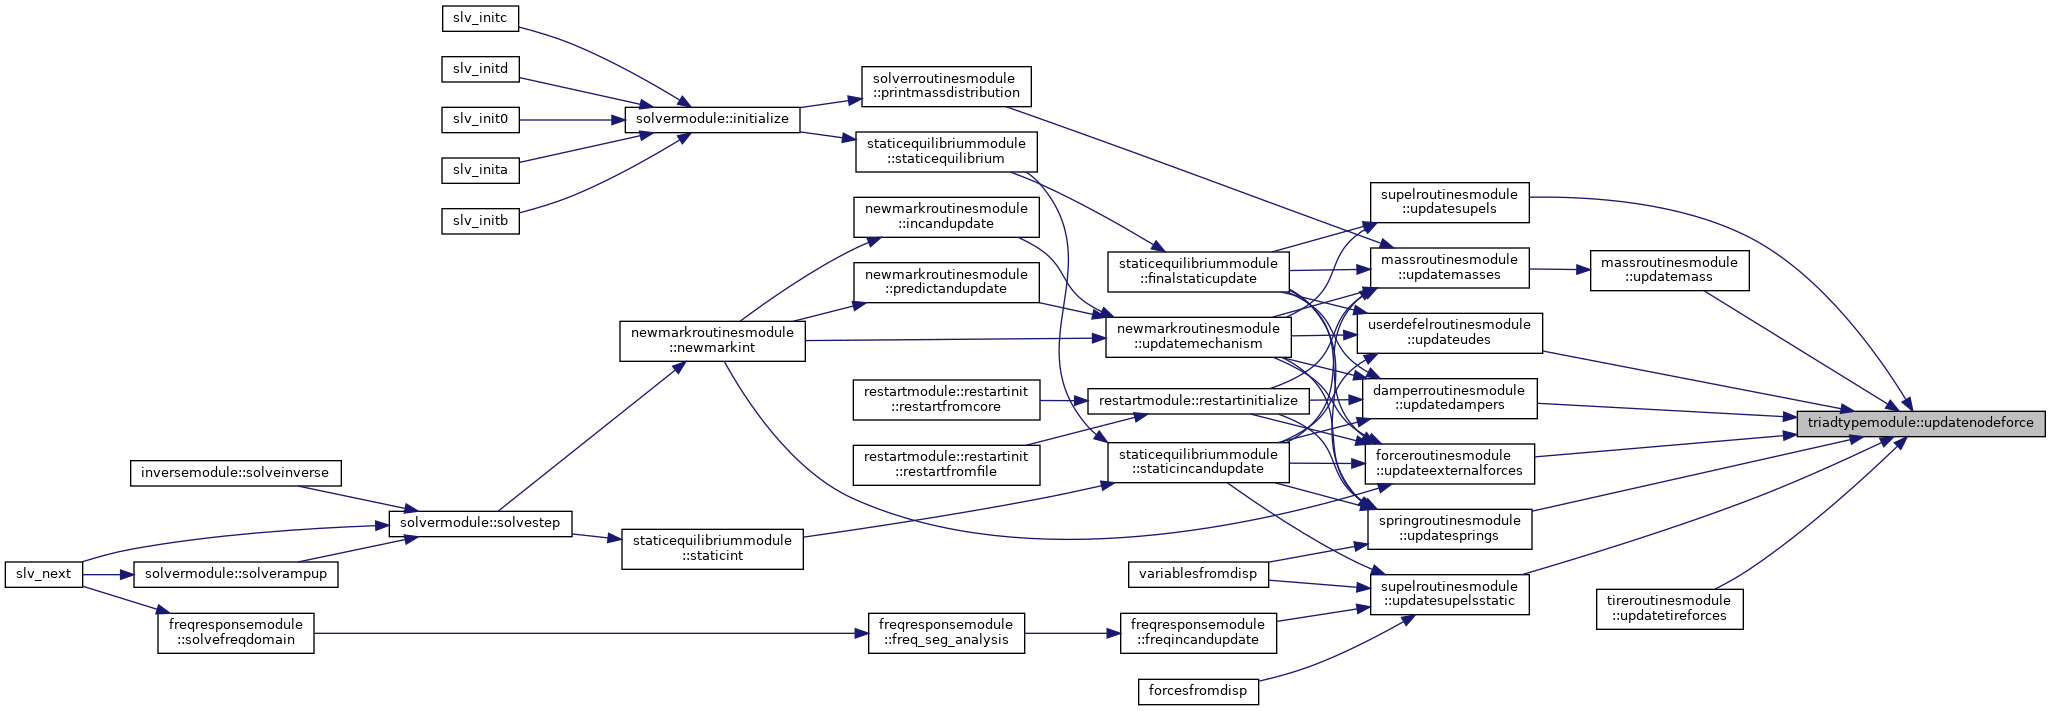 slv_initc
slv_initd
slv_init0
slv_inita
slv_initb
solvermodule::initialize
solverroutinesmodule
::printmassdistribution
staticequilibriummodule
::staticequilibrium
newmarkroutinesmodule
::incandupdate
newmarkroutinesmodule
::predictandupdate
newmarkroutinesmodule
::newmarkint
restartmodule::restartinit
::restartfromcore
restartmodule::restartinit
::restartfromfile
inversemodule::solveinverse
solvermodule::solvestep
slv_next
solvermodule::solverampup
freqresponsemodule
::solvefreqdomain
staticequilibriummodule
::staticint
freqresponsemodule
::freq_seg_analysis
staticequilibriummodule
::finalstaticupdate
newmarkroutinesmodule
::updatemechanism
restartmodule::restartinitialize
staticequilibriummodule
::staticincandupdate
variablesfromdisp
freqresponsemodule
::freqincandupdate
forcesfromdisp
supelroutinesmodule
::updatesupels
massroutinesmodule
::updatemasses
userdefelroutinesmodule
::updateudes
damperroutinesmodule
::updatedampers
forceroutinesmodule
::updateexternalforces
springroutinesmodule
::updatesprings
supelroutinesmodule
::updatesupelsstatic
massroutinesmodule
::updatemass
tireroutinesmodule
::updatetireforces
triadtypemodule::updatenodeforce